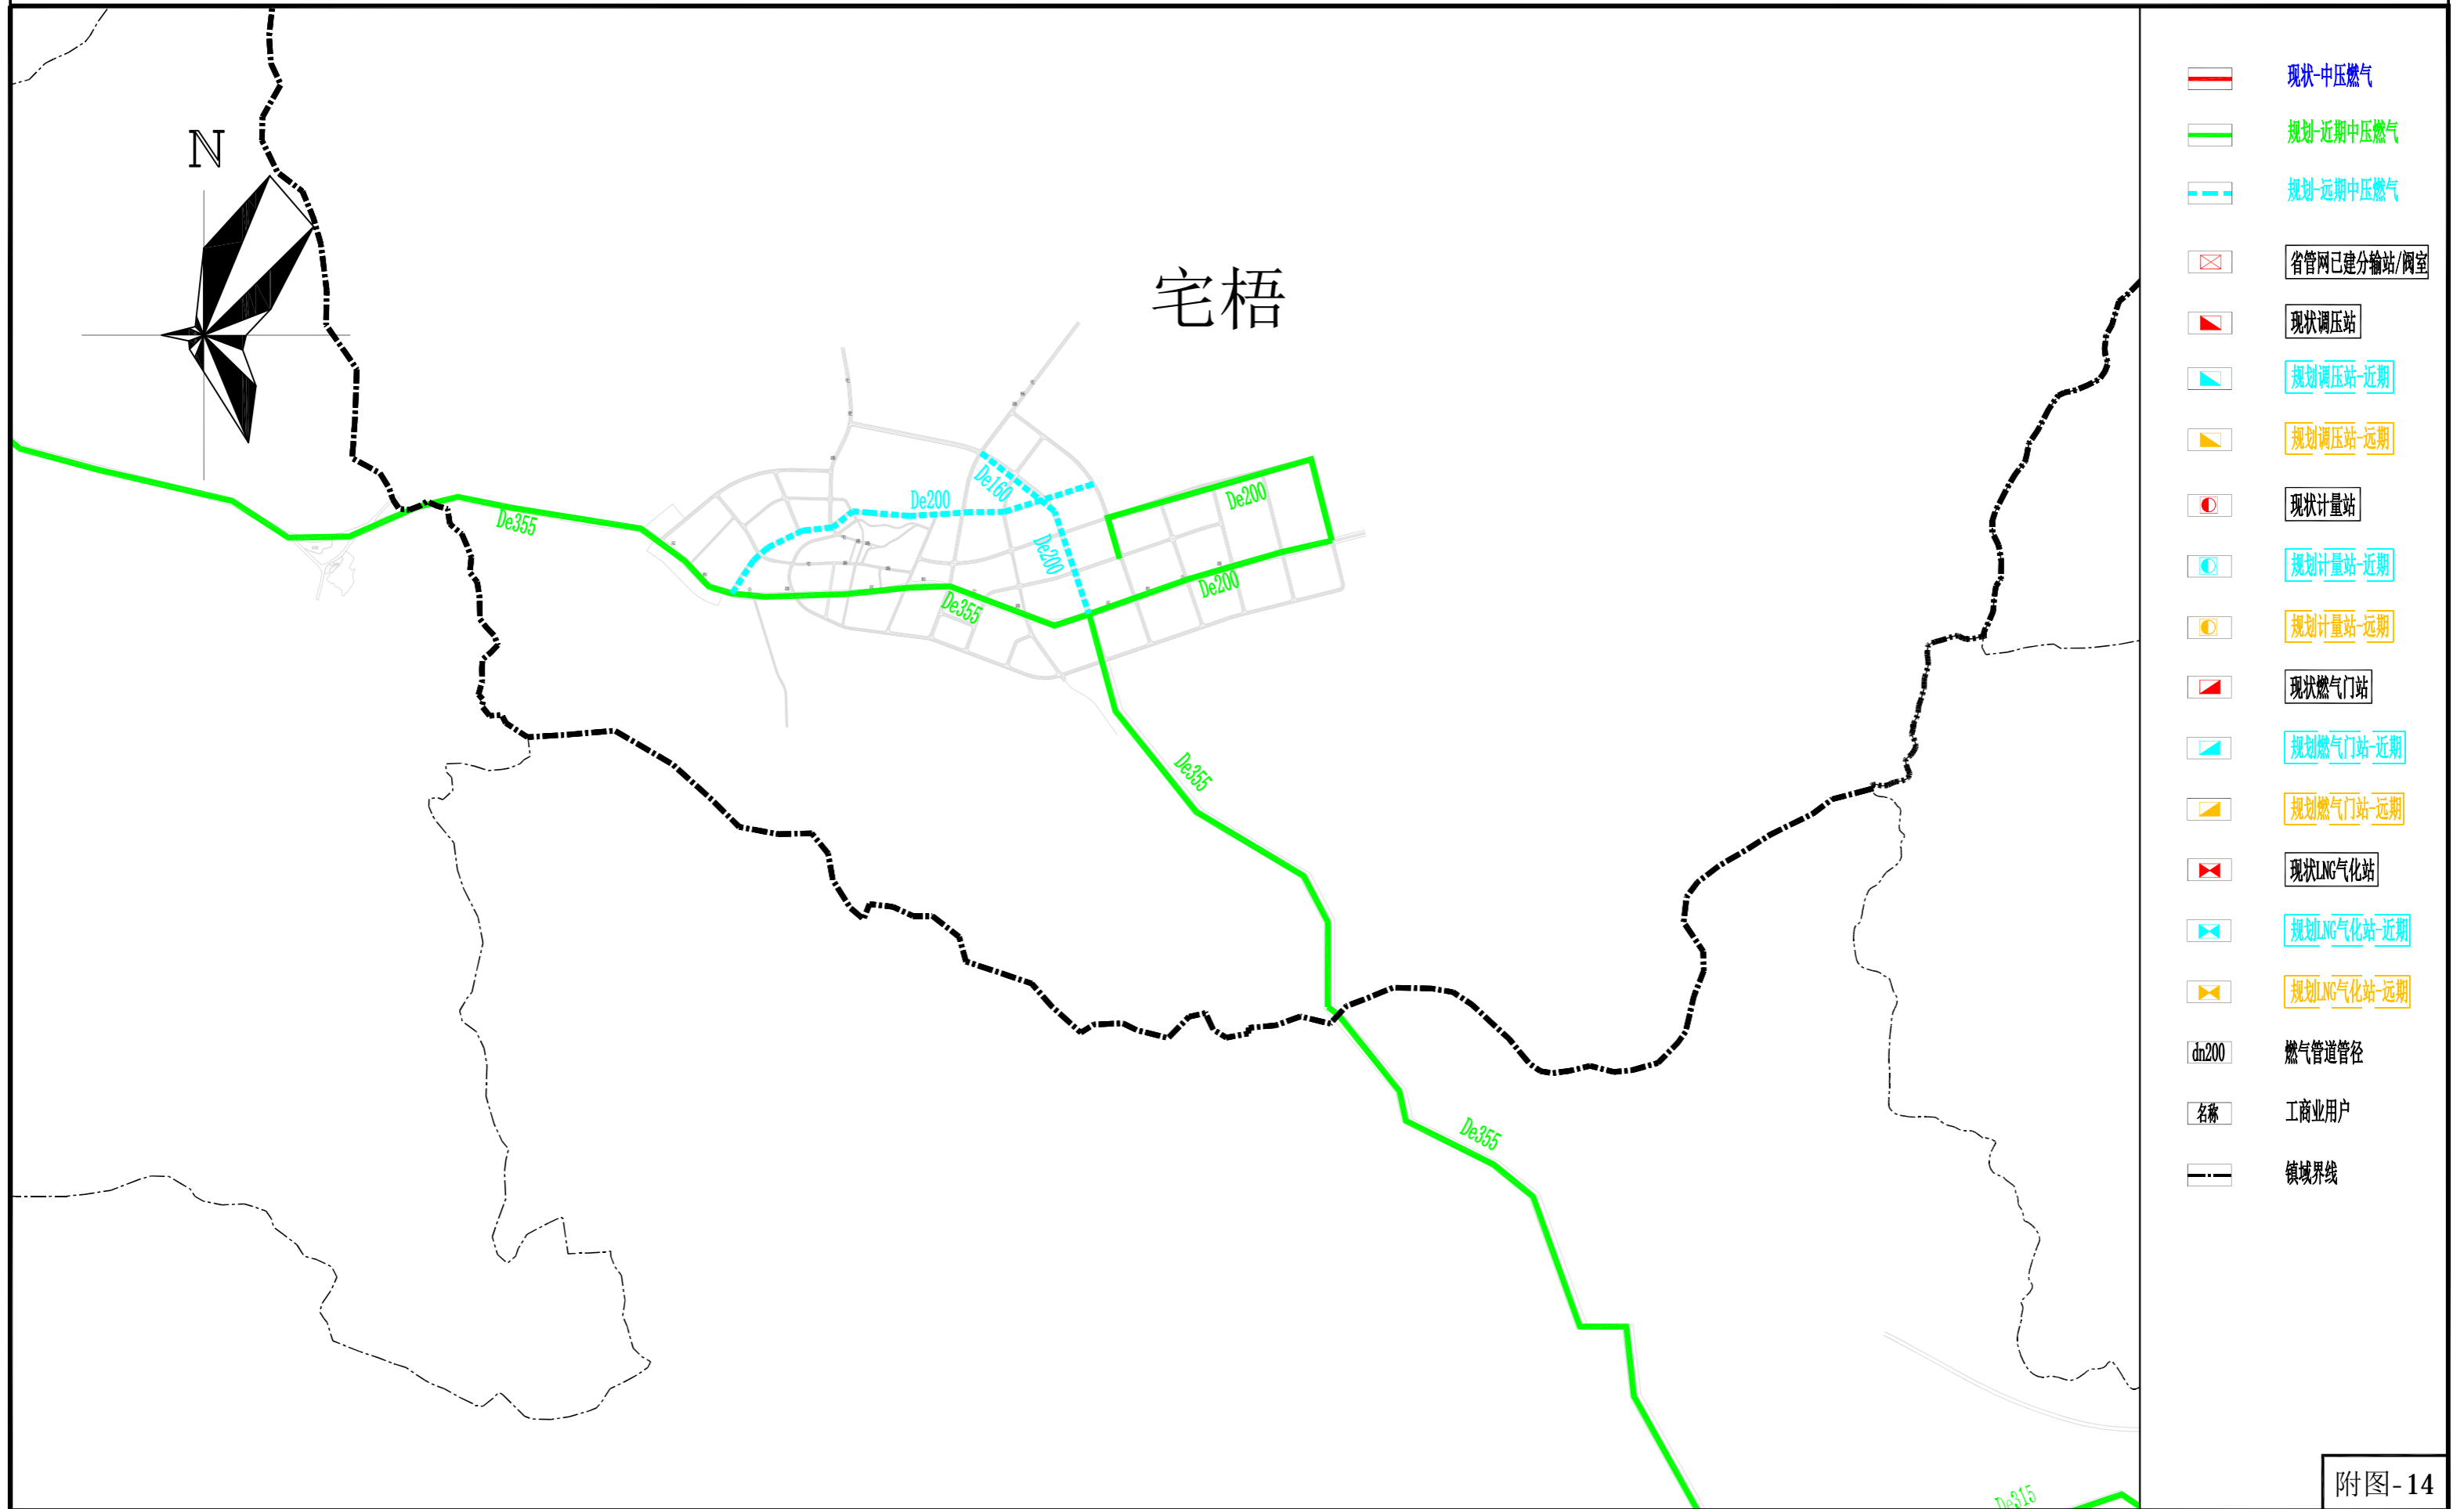 N
宅梧
De355
De200
De160
De200
De200
De200
De355
De355
De355
De315
现状-中压燃气
规划-近期中压燃气
规划-远期中压燃气
省管网已建分输站/阀室
现状调压站
规划调压站-近期
规划调压站-远期
现状计量站
规划计量站-近期
规划计量站-远期
现状燃气门站
规划燃气门站-近期
规划燃气门站-远期
现状LNG气化站
规划LNG气化站-近期
规划LNG气化站-远期
dn200 燃气管道管径
名称 工商业用户
镇域界线
附图-14